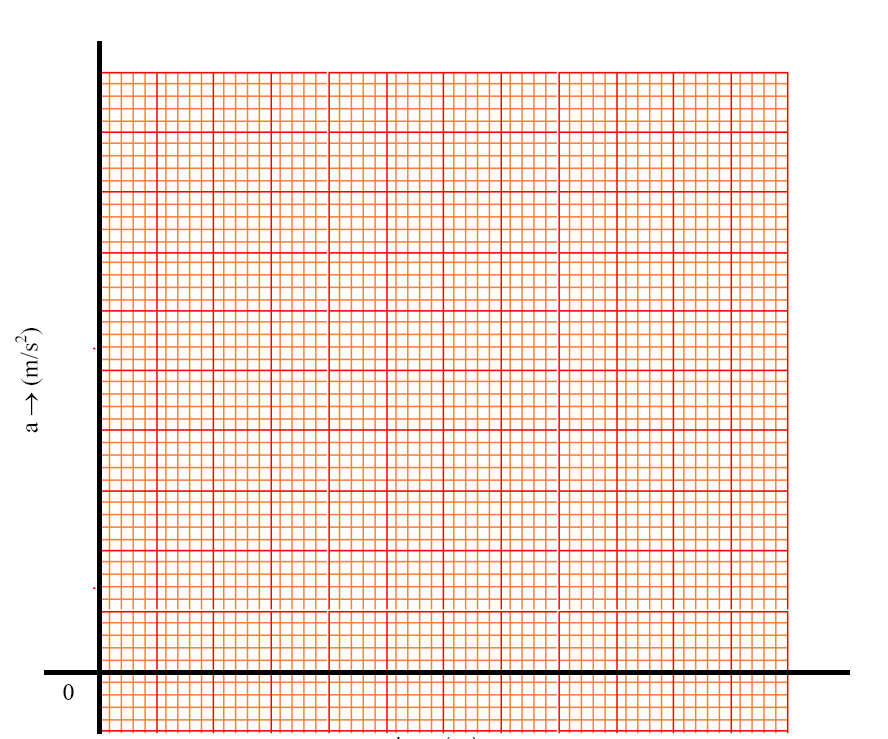 a → (m/s²)
0